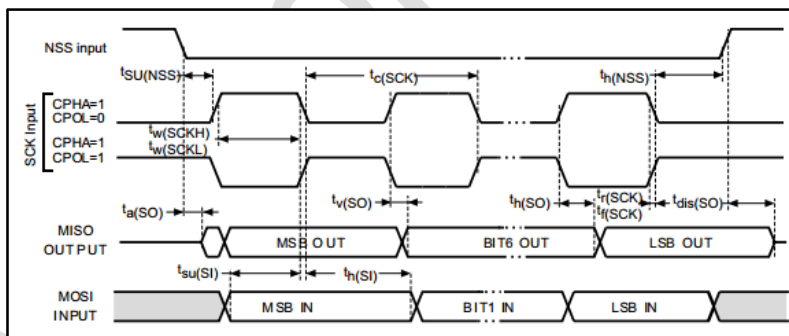 NSS input
tSU(NSS)
tc(SCK)
th(NSS)
SCK Input
CPHA=1
CPOL=0
tw(SCKH)
CPHA=1
tw(SCKL)
CPOL=1
ta(SO)
tv(SO)
th(SO)
tr(SCK)
tf(SCK)
tdis(SO)
MISO
OUTPUT
MSB OUT
BIT6 OUT
LSB OUT
tsu(SI)
th(SI)
MOSI
INPUT
MSB IN
BIT1 IN
LSB IN